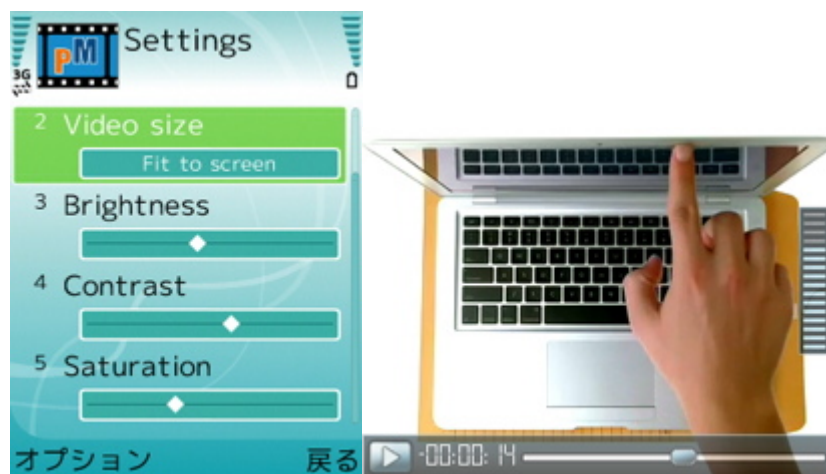 pM
Settings
3G
2 Video size
Fit to screen
3 Brightness
4 Contrast
5 Saturation
オプション
戻る
-00:00:14